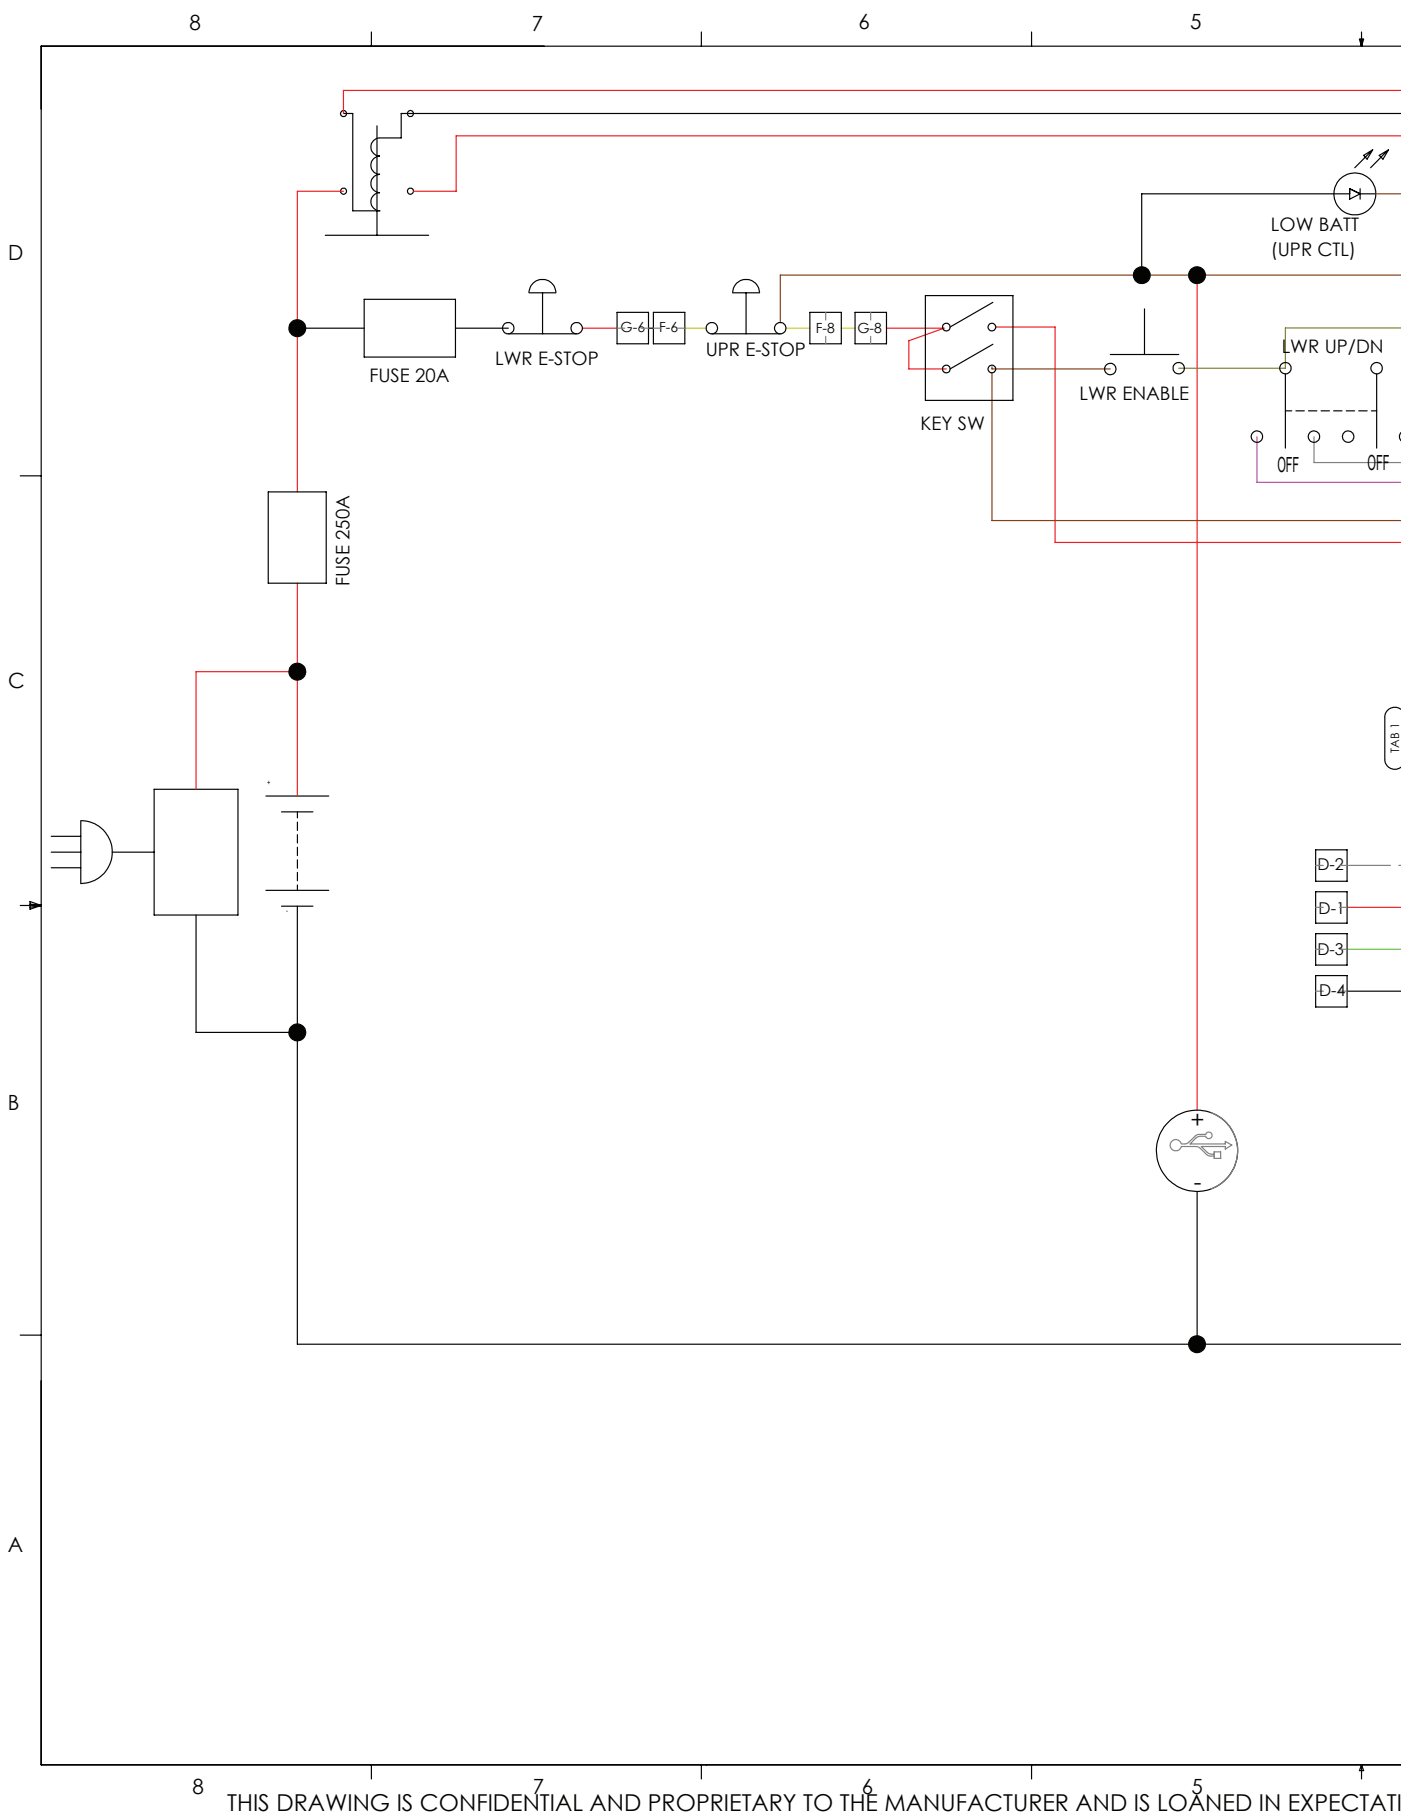 8 7 6 5
D
LOW BATT
(UPR CTL)
G-6 F-6 F-8 G-8
LWR E-STOP
UPR E-STOP
FUSE 20A
KEY SW
LWR ENABLE
LWR UP/DN
OFF OFF
FUSE 250A
C
TAB 1
+
D-2
D-1
D-3
D-4
B
+
-
A
8 7 6 5
THIS DRAWING IS CONFIDENTIAL AND PROPRIETARY TO THE MANUFACTURER AND IS LOANED IN EXPECTATI